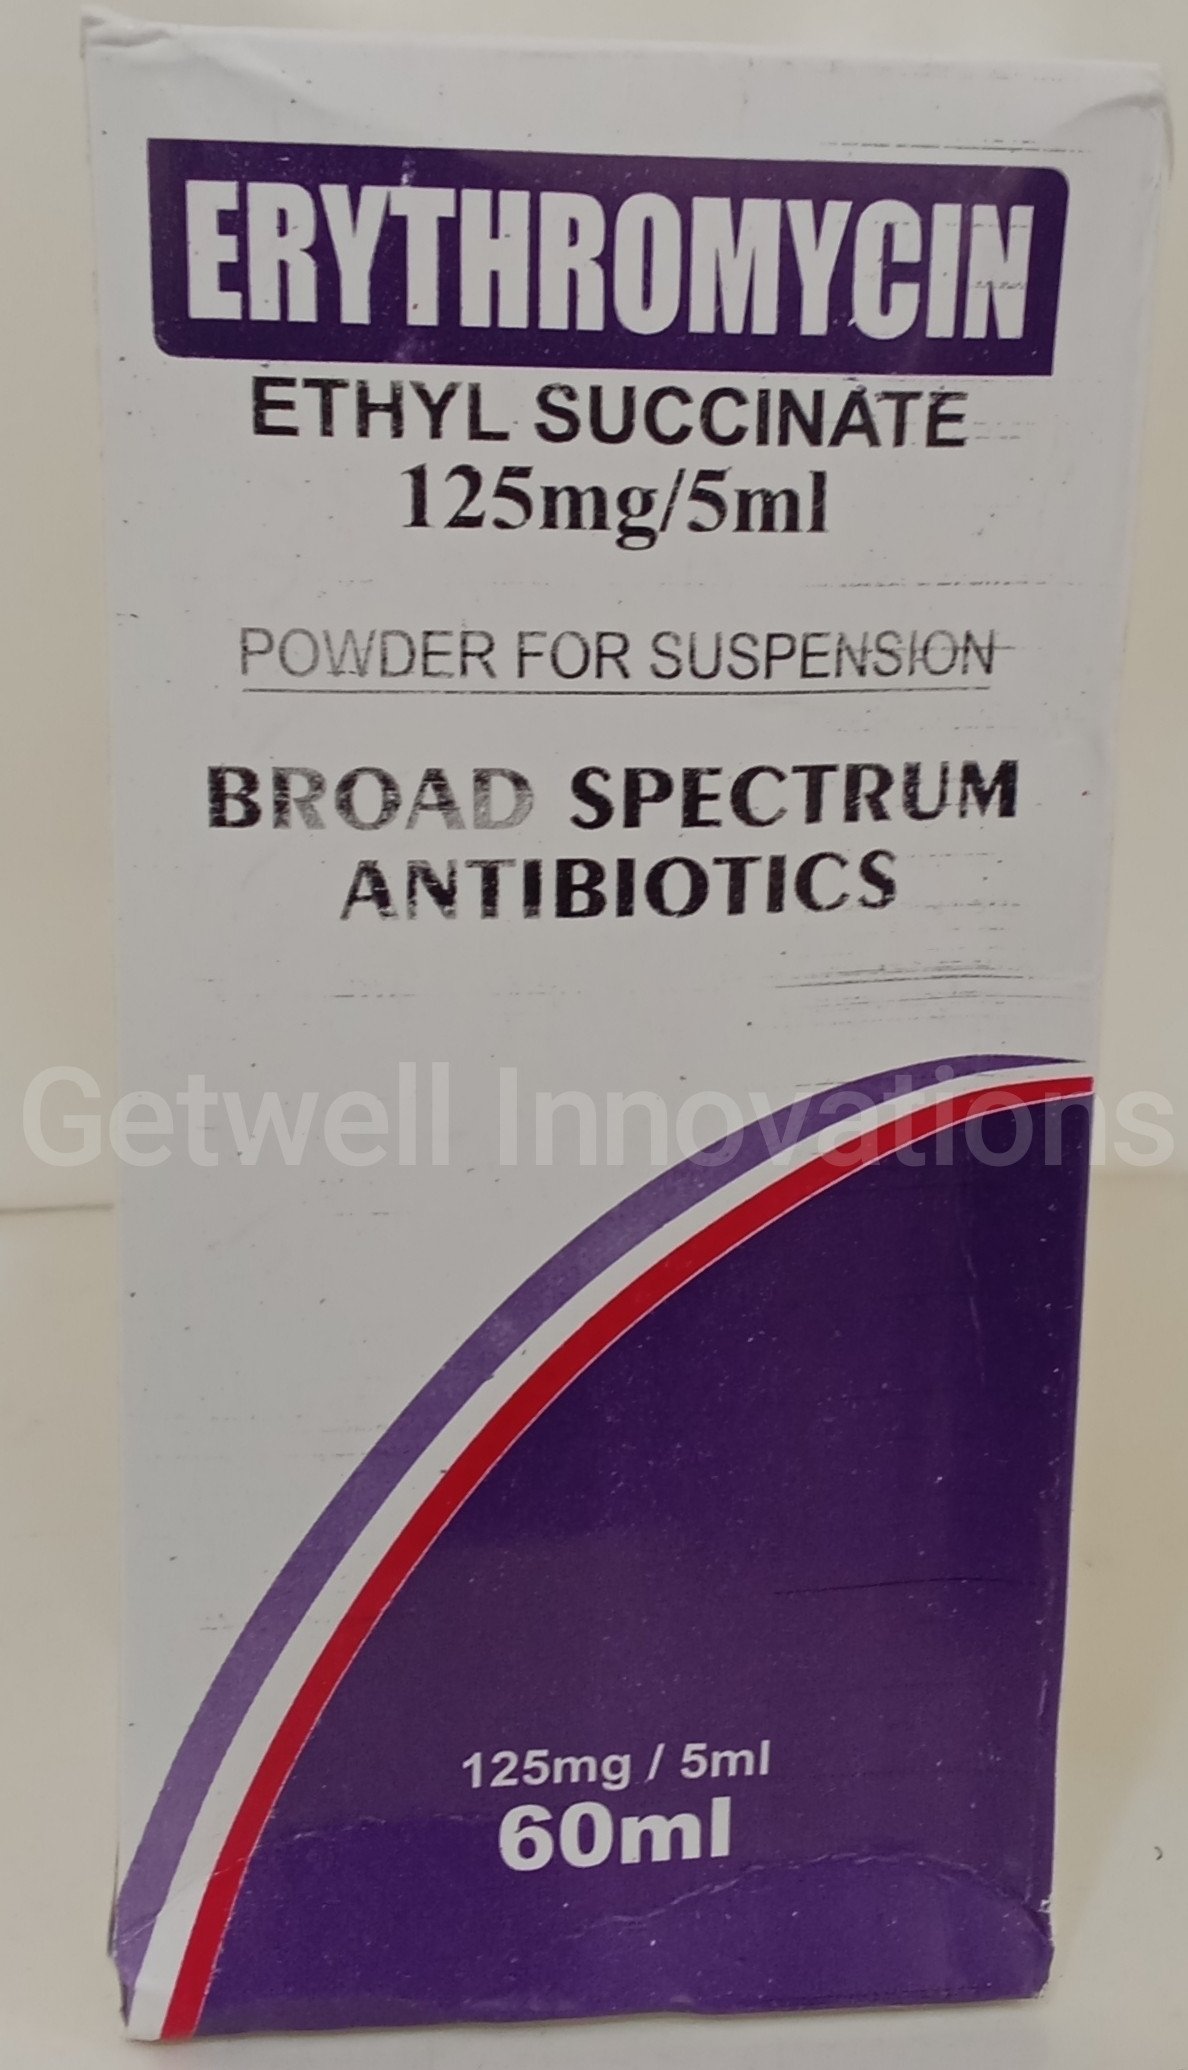 ERYTHROMYCIN
ETHYL SUCCINATE
125mg/5ml
POWDER FOR SUSPENSION
BROAD SPECTRUM
ANTIBIOTICS
Getwell Innovations
125mg / 5ml
60ml